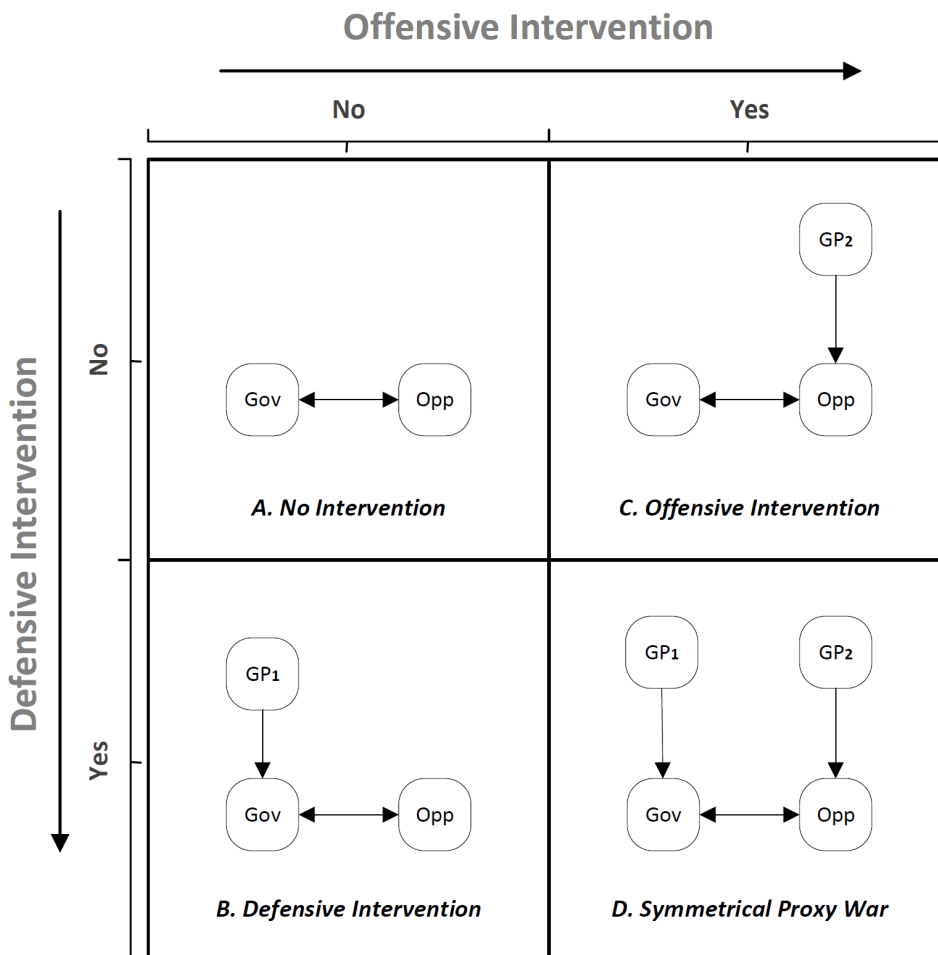 Offensive Intervention
No
Yes
Defensive Intervention
No
Yes
GP2
Gov
Opp
Gov
Opp
A. No Intervention
C. Offensive Intervention
GP1
GP1
GP2
Gov
Opp
Gov
Opp
B. Defensive Intervention
D. Symmetrical Proxy War